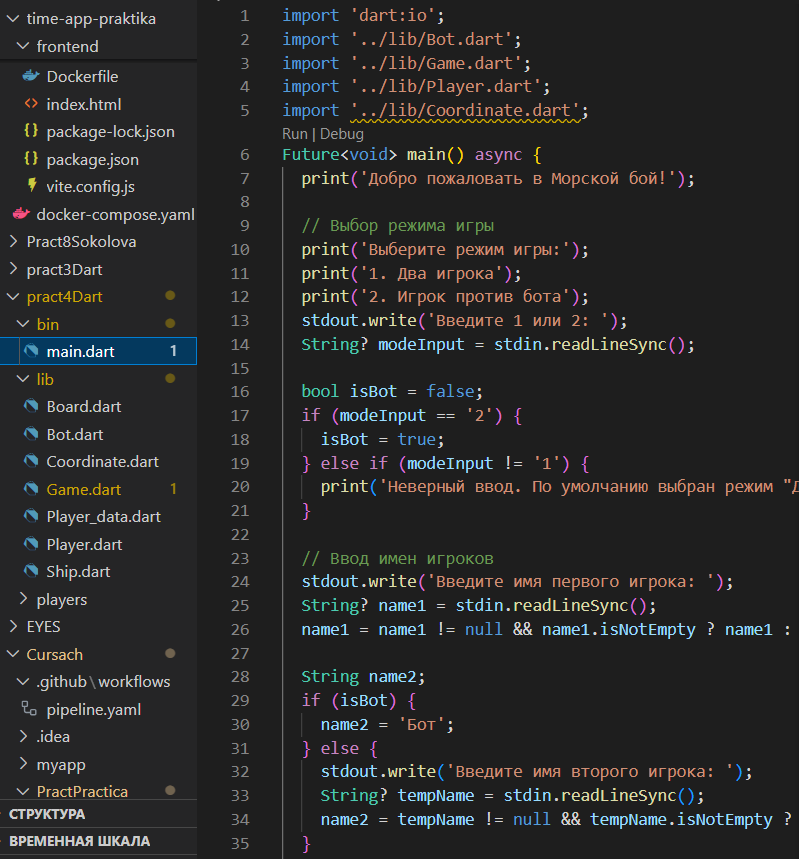 time-app-praktika
frontend
Dockerfile
index.html
package-lock.json
package.json
vite.config.js
docker-compose.yaml
Pract8Sokolova
pract3Dart
pract4Dart
bin
main.dart 1
lib
Board.dart
Bot.dart
Coordinate.dart
Game.dart 1
Player_data.dart
Player.dart
Ship.dart
players
EYES
Cursach
.github\workflows
pipeline.yaml
.idea
myapp
PractPractica
СТРУКТУРА
ВРЕМЕННАЯ ШКАЛА
1 import 'dart:io';
2 import '../lib/Bot.dart';
3 import '../lib/Game.dart';
4 import '../lib/Player.dart';
5 import '../lib/Coordinate.dart';
Run | Debug
6 Future<void> main() async {
7 print('Добро пожаловать в Морской бой!');
8
9 // Выбор режима игры
10 print('Выберите режим игры:');
11 print('1. Два игрока');
12 print('2. Игрок против бота');
13 stdout.write('Введите 1 или 2: ');
14 String? modeInput = stdin.readLineSync();
15
16 bool isBot = false;
17 if (modeInput == '2') {
18 isBot = true;
19 } else if (modeInput != '1') {
20 print('Неверный ввод. По умолчанию выбран режим "Д
21 }
22
23 // Ввод имен игроков
24 stdout.write('Введите имя первого игрока: ');
25 String? name1 = stdin.readLineSync();
26 name1 = name1 != null && name1.isNotEmpty ? name1 :
27
28 String name2;
29 if (isBot) {
30 name2 = 'Бот';
31 } else {
32 stdout.write('Введите имя второго игрока: ');
33 String? tempName = stdin.readLineSync();
34 name2 = tempName != null && tempName.isNotEmpty ?
35 }